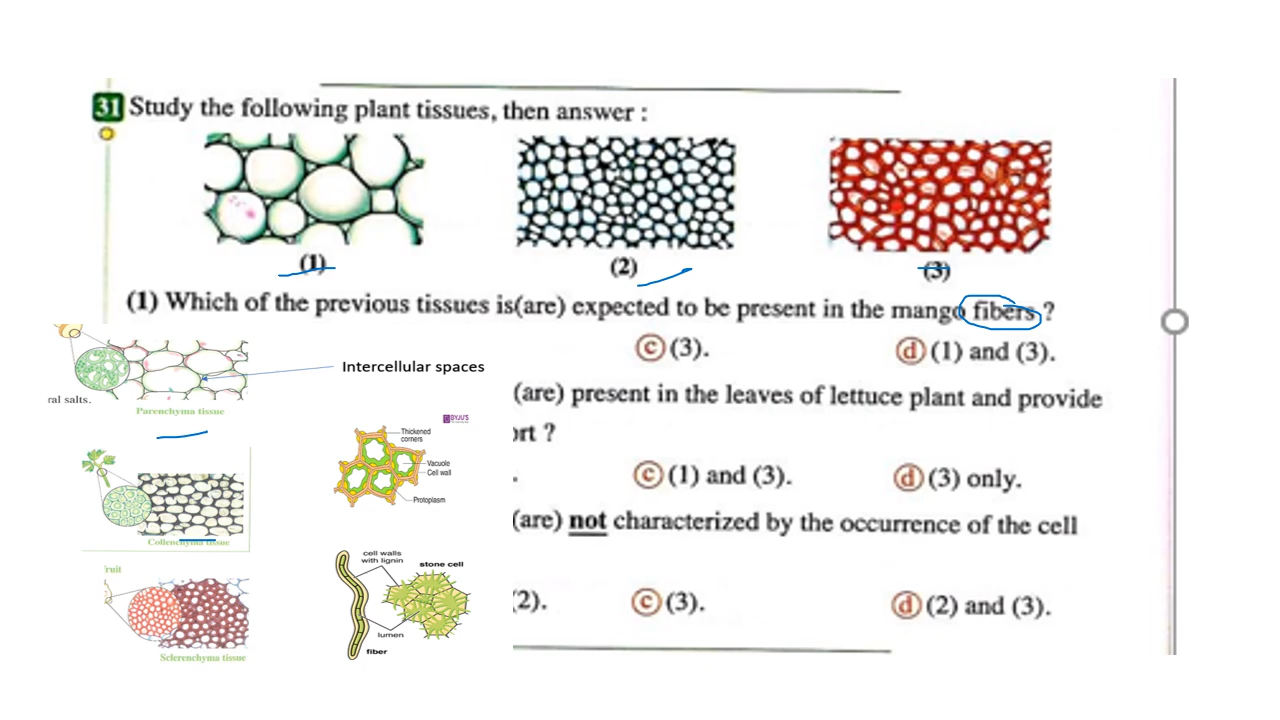 31 Study the following plant tissues, then answer :
(1)
(2)
(3)
(1) Which of the previous tissues is(are) expected to be present in the mango fibers ?
c (3).
d (1) and (3).
Intercellular spaces
ral salts.
Parenchyma tissue
(are) present in the leaves of lettuce plant and provide
ort ?
c (1) and (3).
d (3) only.
BYJU'S
Thickened
corners
Vacuole
Cell wall
Protoplasm
Collenchyma tissue
(are) not characterized by the occurrence of the cell
(2).
c (3).
d (2) and (3).
ruit
Sclerenchyma tissue
cell walls
with lignin
stone cell
lumen
fiber